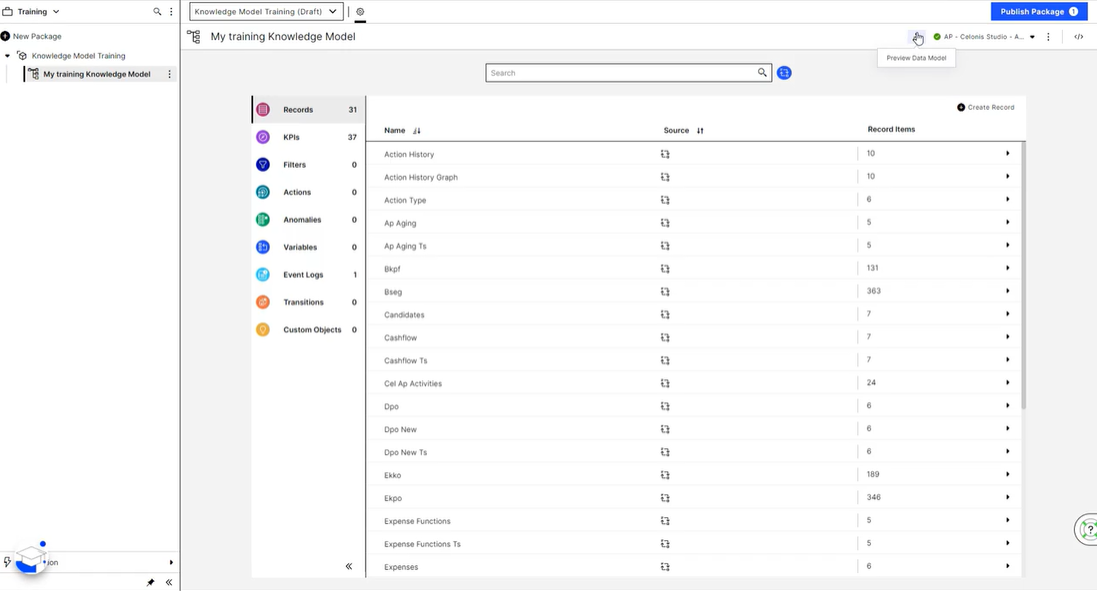 Training
Knowledge Model Training (Draft)
Publish Package 1
New Package
My training Knowledge Model
AP - Celonis Studio - A...
</>
Knowledge Model Training
Preview Data Model
My training Knowledge Model
Search
Records 31
Create Record
KPIs 37
Name Source Record Items
Filters 0
Actions 0
Anomalies 0
Variables 0
Event Logs 1
Transitions 0
Custom Objects 0
Action History 10
Action History Graph 10
Action Type 6
Ap Aging 5
Ap Aging Ts 5
Bkpf 131
Bseg 363
Candidates 7
Cashflow 7
Cashflow Ts 7
Cel Ap Activities 24
Dpo 6
Dpo New 6
Dpo New Ts 6
Ekko 189
Ekpo 346
Expense Functions 5
Expense Functions Ts 5
Expenses 6
ion
?